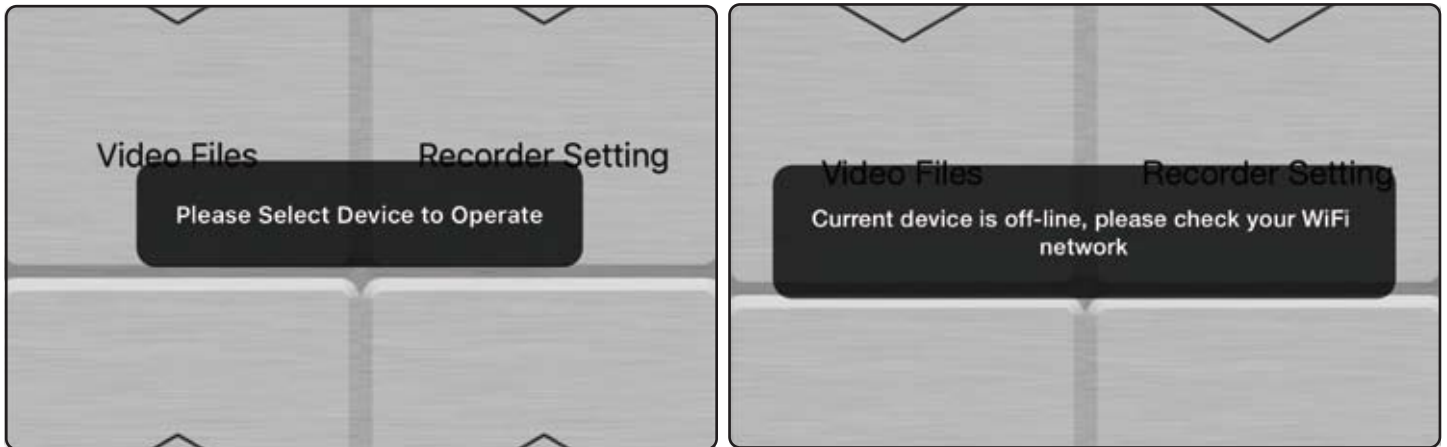 Video Files
Recorder Setting
Please Select Device to Operate
Video Files
Recorder Setting
Current device is off-line, please check your WiFi
network